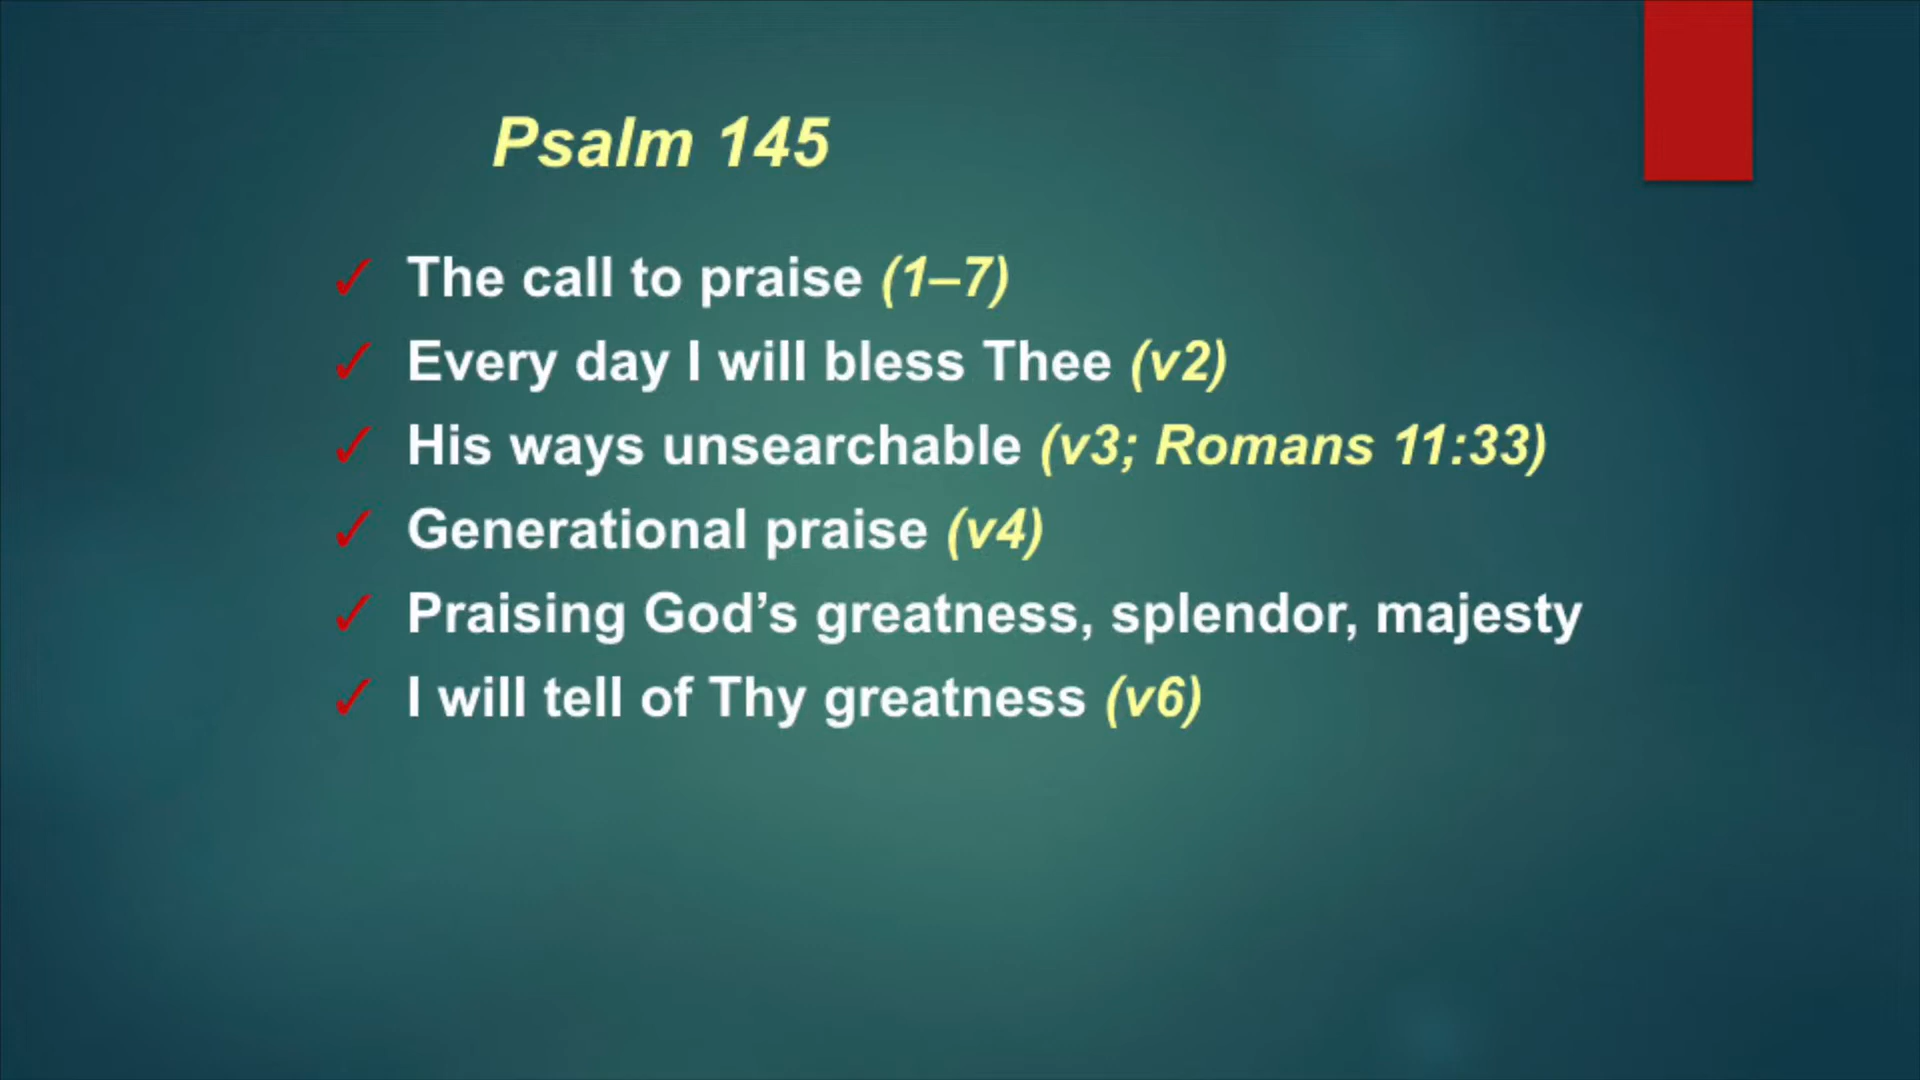 Psalm 145
✓ The call to praise (1–7)
✓ Every day I will bless Thee (v2)
✓ His ways unsearchable (v3; Romans 11:33)
✓ Generational praise (v4)
✓ Praising God’s greatness, splendor, majesty
✓ I will tell of Thy greatness (v6)